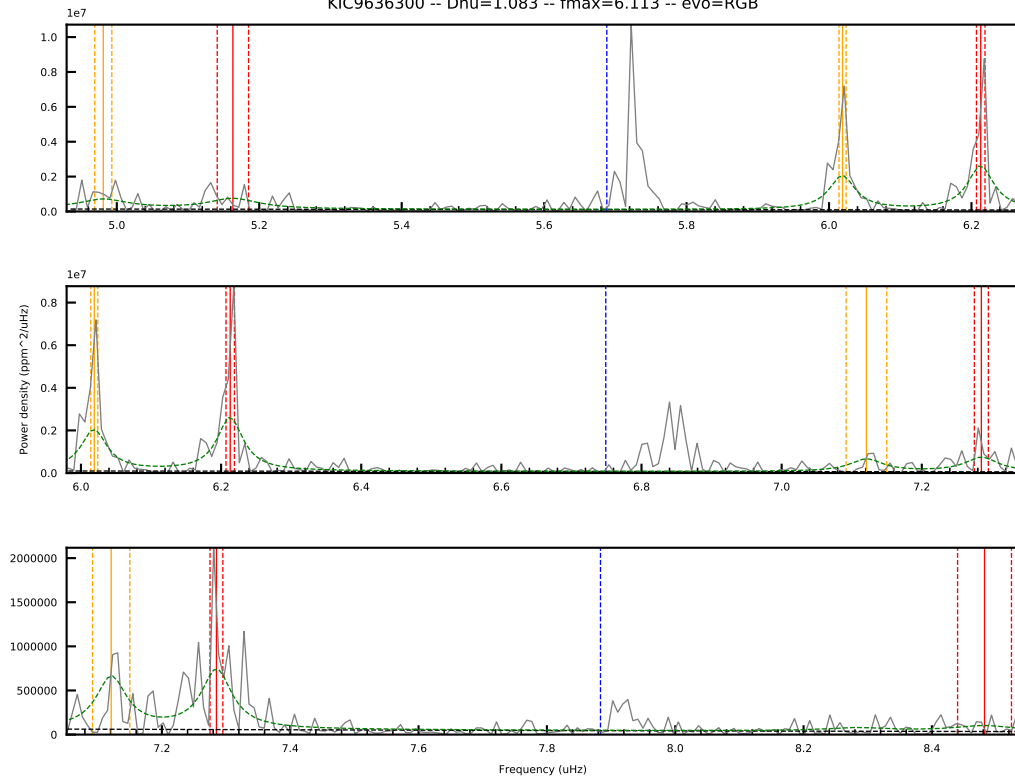 KIC9636300 -- Dnu=1.083 -- fmax=6.113 -- evo=RGB
1e7
1.0
0.8
0.6
0.4
0.2
0.0
5.0 5.2 5.4 5.6 5.8 6.0 6.2
1e7
0.8
0.6
0.4
0.2
0.0
6.0 6.2 6.4 6.6 6.8 7.0 7.2
Power density (ppm^2/uHz)
2000000
1500000
1000000
500000
0
7.2 7.4 7.6 7.8 8.0 8.2 8.4
Frequency (uHz)